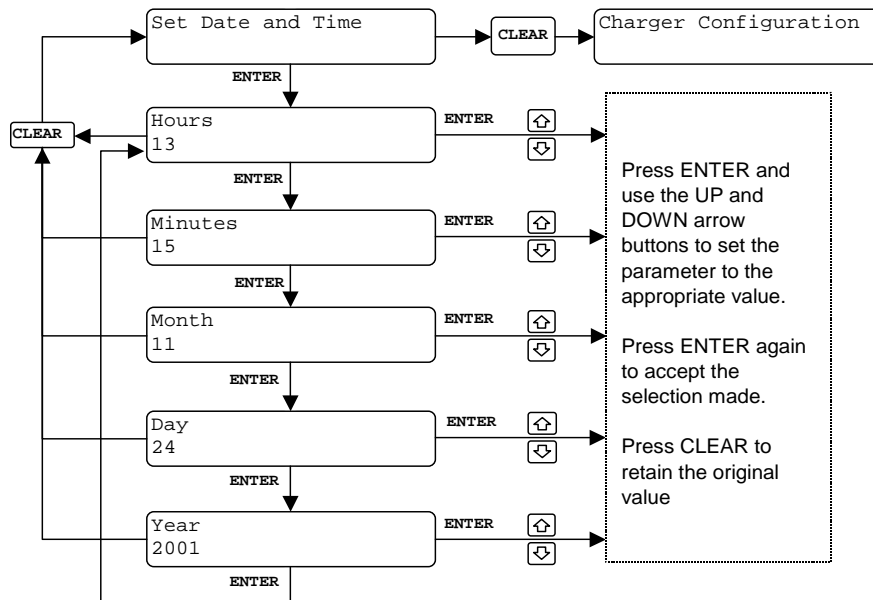 Set Date and Time
CLEAR
Charger Configuration
ENTER
CLEAR
Hours
13
ENTER
ENTER
Minutes
15
ENTER
ENTER
Month
11
ENTER
ENTER
Day
24
ENTER
ENTER
Year
2001
ENTER
ENTER
Press ENTER and
use the UP and
DOWN arrow
buttons to set the
parameter to the
appropriate value.
Press ENTER again
to accept the
selection made.
Press CLEAR to
retain the original
value